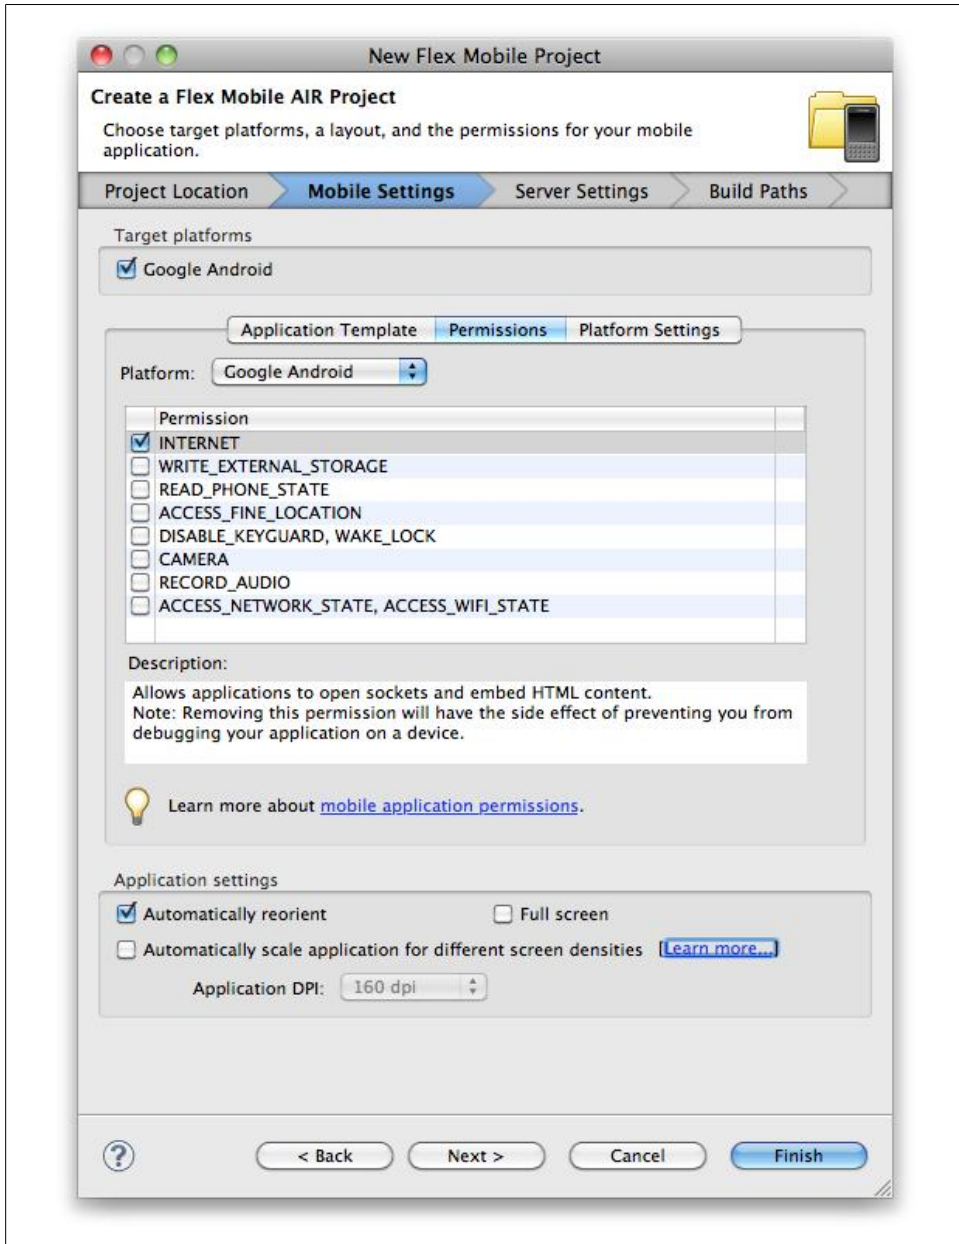 New Flex Mobile Project
Create a Flex Mobile AIR Project
Choose target platforms, a layout, and the permissions for your mobile
application.
Project Location Mobile Settings Server Settings Build Paths
Target platforms
Google Android
Application Template Permissions Platform Settings
Platform: Google Android
Permission
INTERNET
WRITE_EXTERNAL_STORAGE
READ_PHONE_STATE
ACCESS_FINE_LOCATION
DISABLE_KEYGUARD, WAKE_LOCK
CAMERA
RECORD_AUDIO
ACCESS_NETWORK_STATE, ACCESS_WIFI_STATE
Description:
Allows applications to open sockets and embed HTML content.
Note: Removing this permission will have the side effect of preventing you from
debugging your application on a device.
Learn more about mobile application permissions.
Application settings
Automatically reorient Full screen
Automatically scale application for different screen densities [Learn more...]
Application DPI: 160 dpi
? < Back Next > Cancel Finish